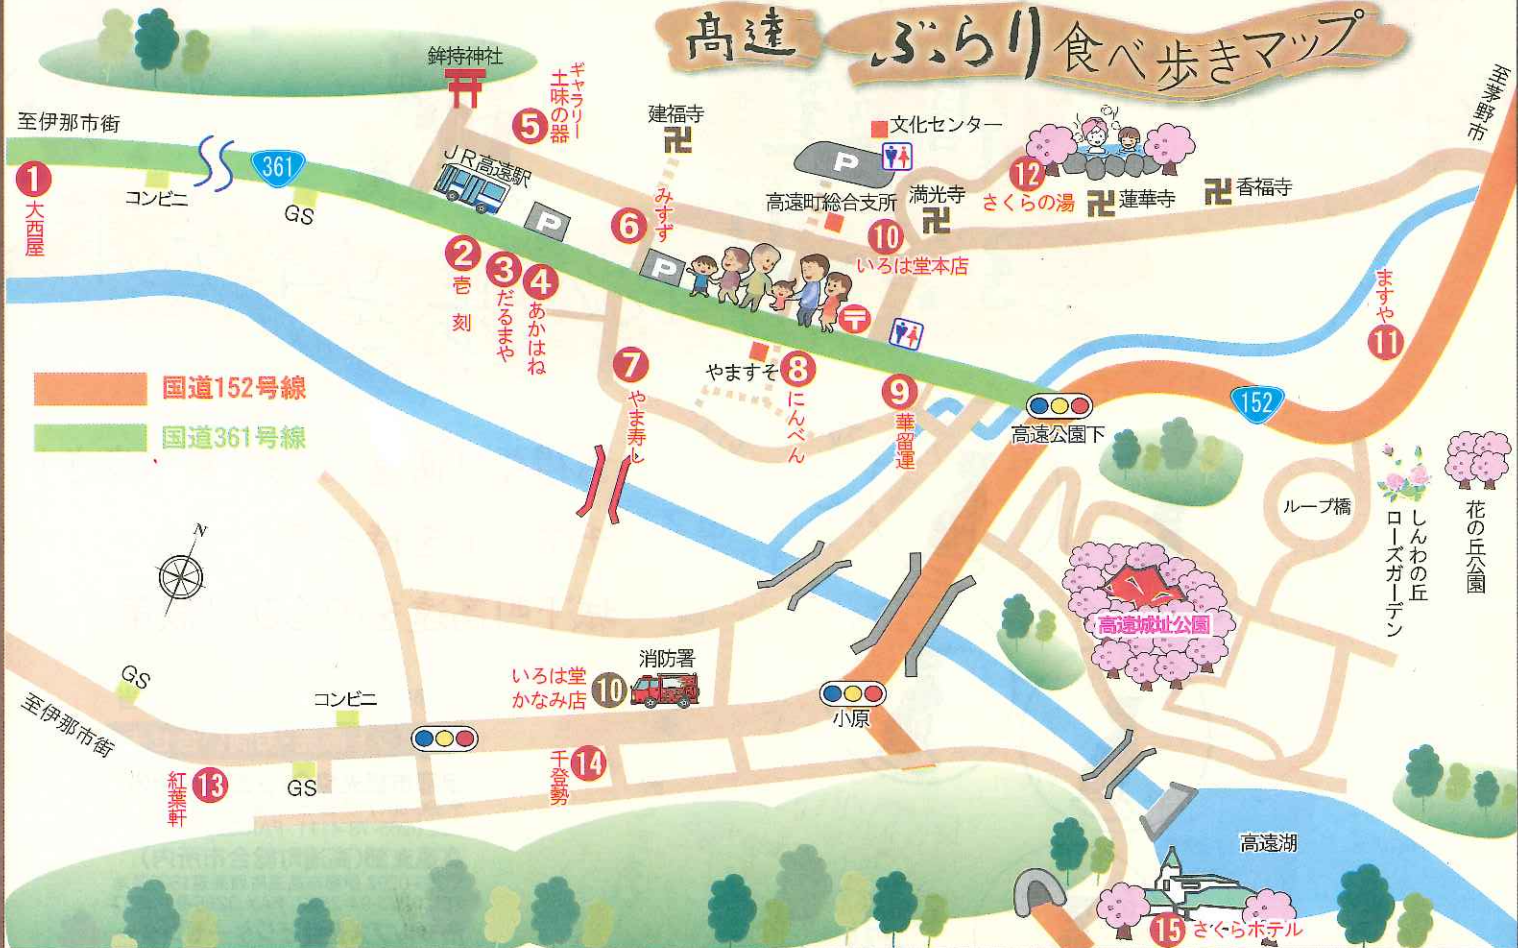 高遠 ぶらり食べ歩きマップ
鉾持神社
至伊那市街
1
大西屋
コンビニ
361
GS
JR高遠駅
P
5
ギャラリー
土味の器
建福寺
6
みすず
P
2
壱刻
3
だるまや
4
あかはね
文化センター
P
高遠町総合支所
満光寺
10
いろは堂本店
12
さくらの湯
蓮華寺
香福寺
至茅野市
ますや
11
〒
7
やま寿し
やますそ
8
にんべん
9
華留運
高遠公園下
152
国道152号線
国道361号線
N
ループ橋
しんわの丘
ローズガーデン
花の丘公園
高遠城址公園
GS
至伊那市街
コンビニ
いろは堂
かなみ店
10
消防署
小原
紅葉軒
13
GS
千登勢
14
高遠湖
15
さくらホテル